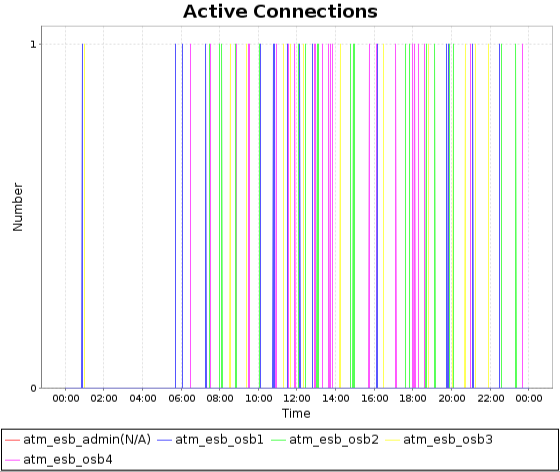 Active Connections
1
Number
0
00:00 02:00 04:00 06:00 08:00 10:00 12:00 14:00 16:00 18:00 20:00 22:00 00:00
Time
atm_esb_admin(N/A) atm_esb_osb1 atm_esb_osb2 atm_esb_osb3
atm_esb_osb4